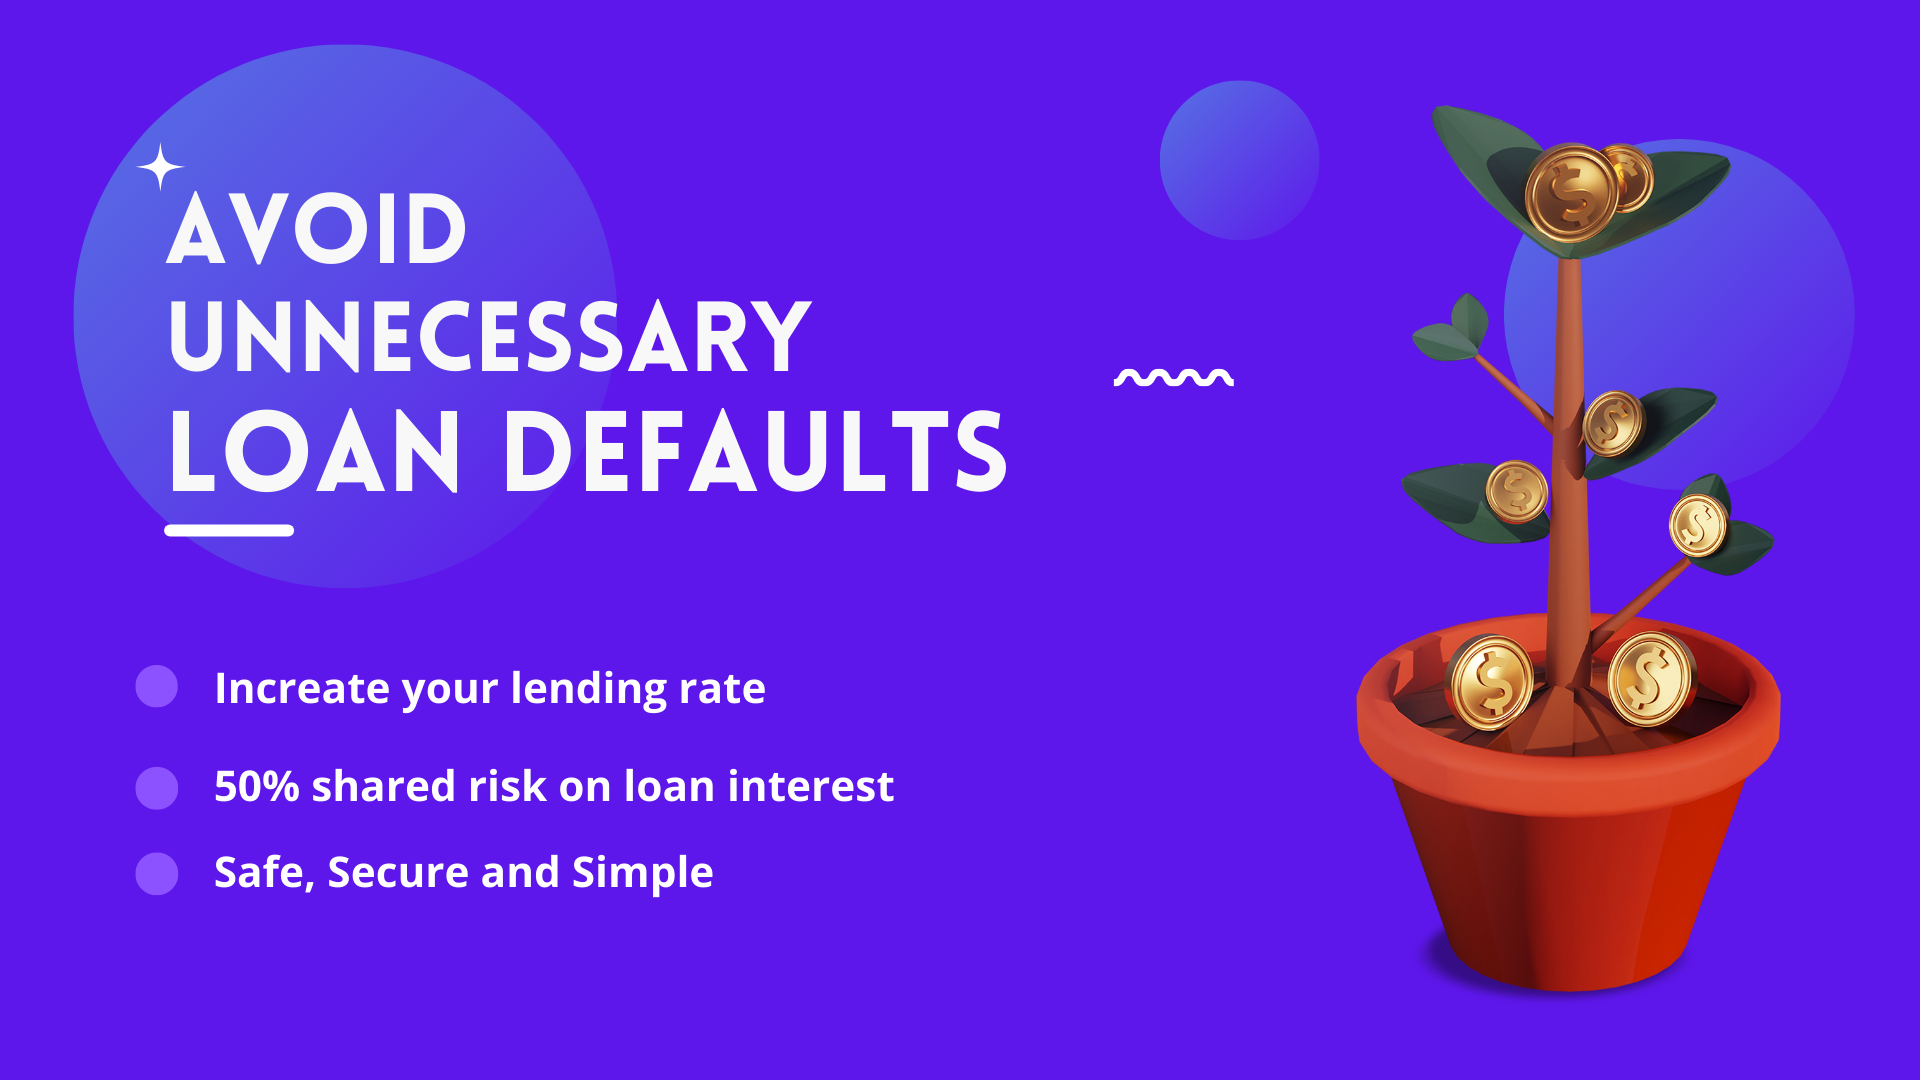 AVOID
UNNECESSARY
LOAN DEFAULTS
Increate your lending rate
50% shared risk on loan interest
Safe, Secure and Simple